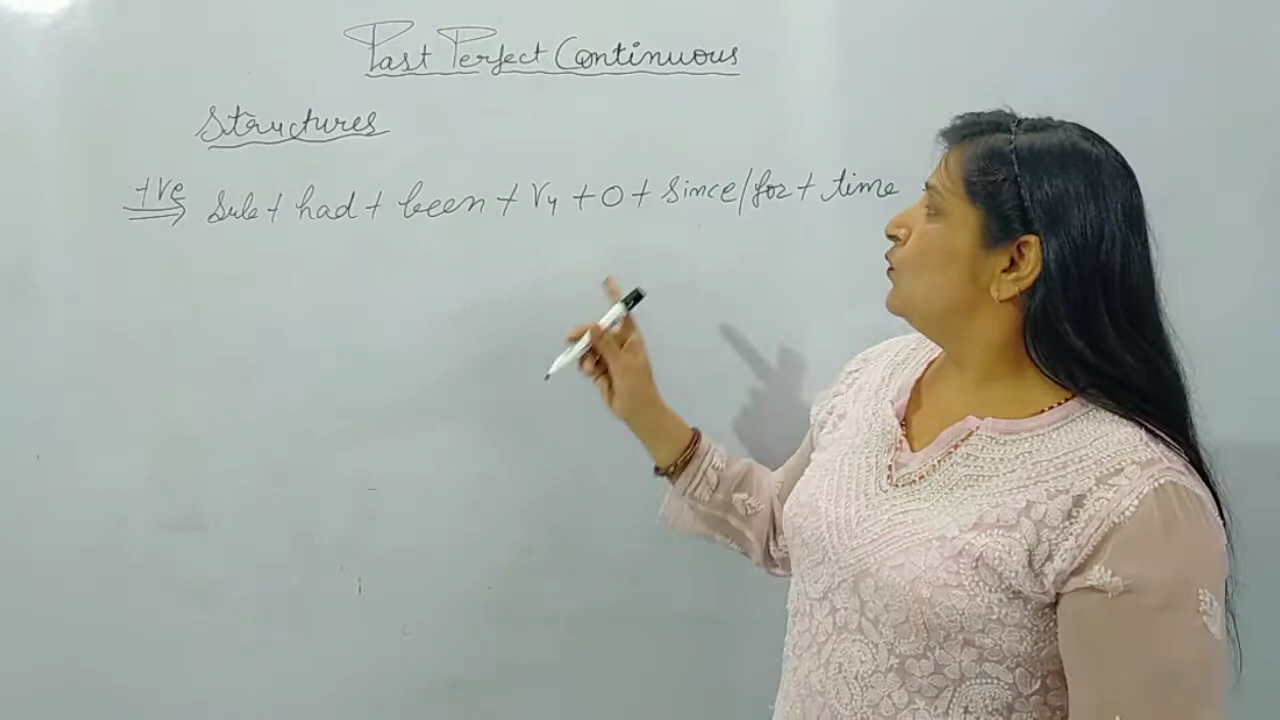 Past Perfect Continuous
Structures
+ve ⇒ Sub + had + been + V4 + O + Since/for + time